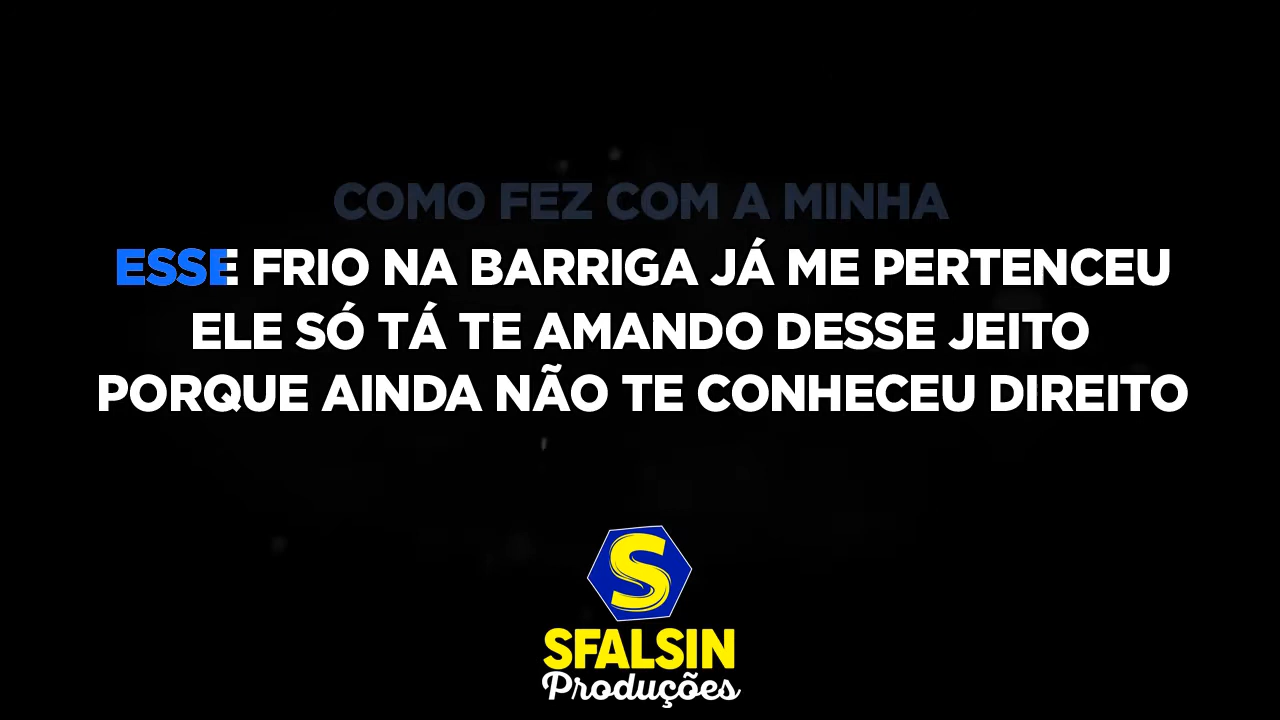 COMO FEZ COM A MINHA
ESSE FRIO NA BARRIGA JÁ ME PERTENCEU
ELE SÓ TÁ TE AMANDO DESSE JEITO
PORQUE AINDA NÃO TE CONHECEU DIREITO
S
SFALSIN
Produções